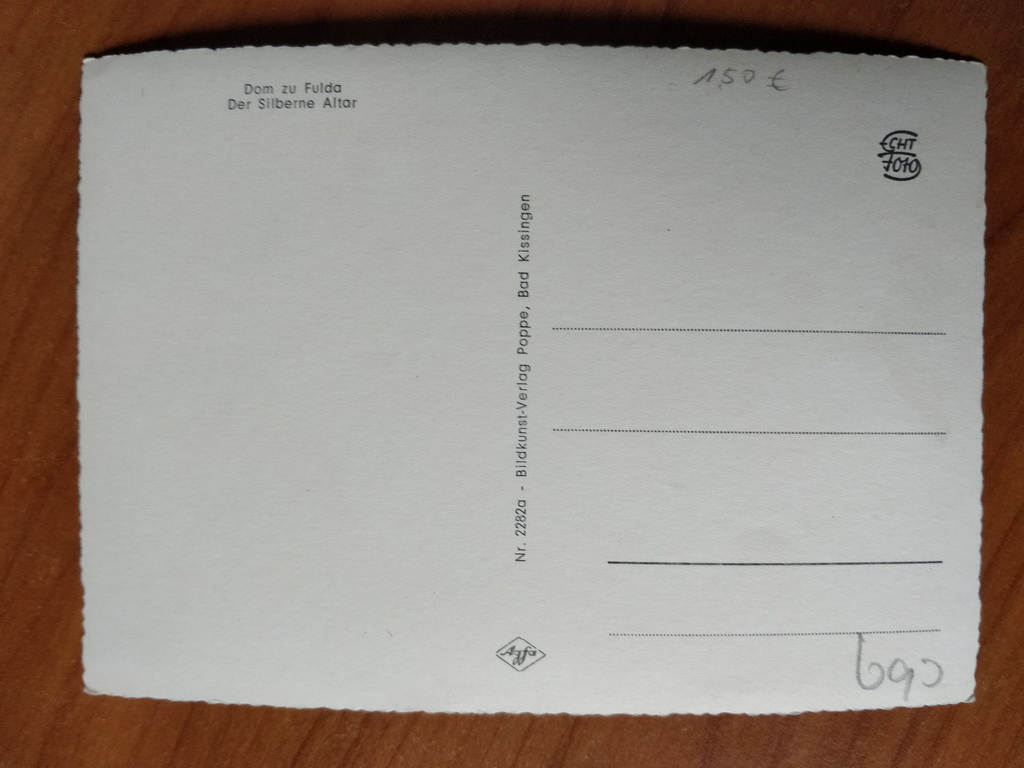 Dom zu Fulda
Der Silberne Altar
1,50 €
ECHT
FOTO
Nr. 2282a - Bildkunst-Verlag Poppe, Bad Kissingen
Agfa